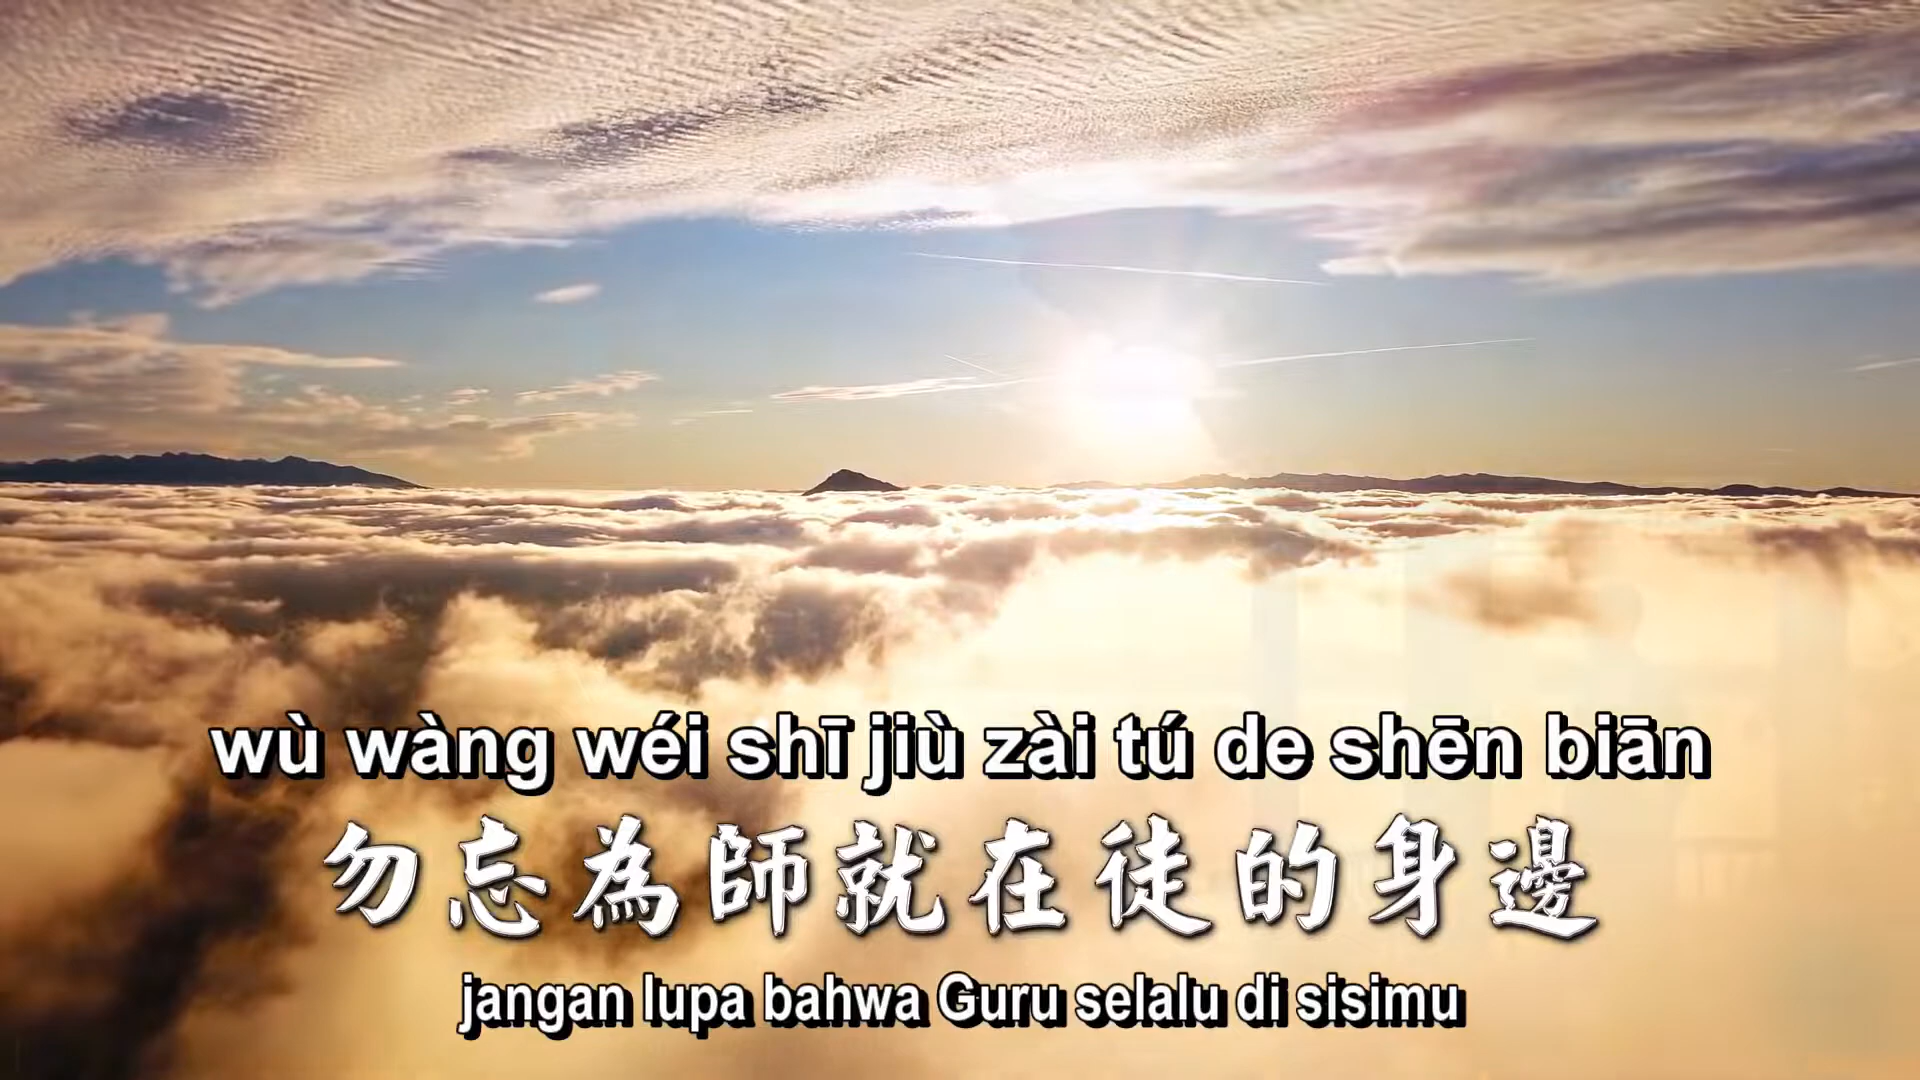 wù wàng wéi shī jiù zài tú de shēn biān
勿忘為師就在徒的身邊
jangan lupa bahwa Guru selalu di sisimu